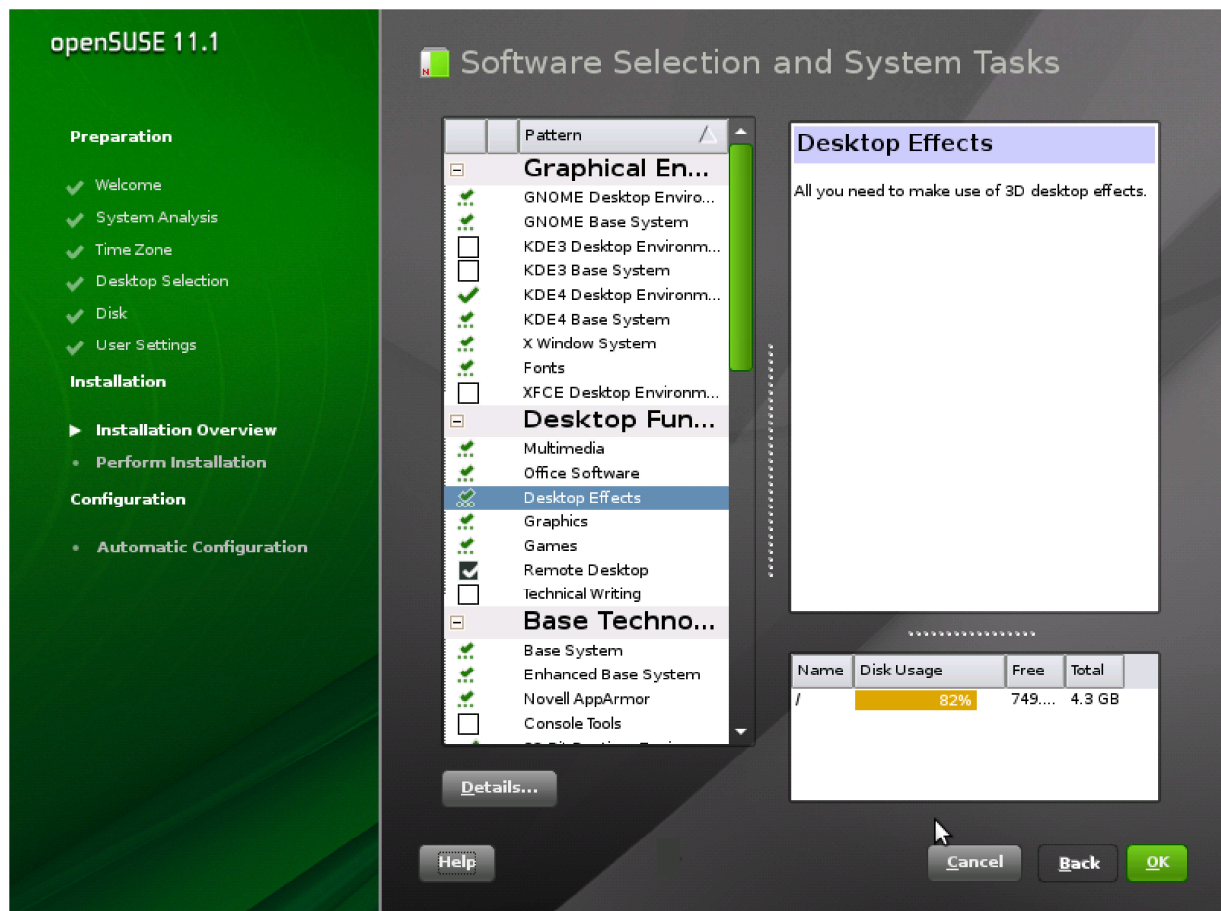 openSUSE 11.1
Preparation
Welcome
System Analysis
Time Zone
Desktop Selection
Disk
User Settings
Installation
Installation Overview
Perform Installation
Configuration
Automatic Configuration
Software Selection and System Tasks
Pattern
Graphical En...
GNOME Desktop Enviro...
GNOME Base System
KDE3 Desktop Environm...
KDE3 Base System
KDE4 Desktop Environm...
KDE4 Base System
X Window System
Fonts
XFCE Desktop Environm...
Desktop Fun...
Multimedia
Office Software
Desktop Effects
Graphics
Games
Remote Desktop
Technical Writing
Base Techno...
Base System
Enhanced Base System
Novell AppArmor
Console Tools
Details...
Desktop Effects
All you need to make use of 3D desktop effects.
Name Disk Usage Free Total
/ 82% 749.... 4.3 GB
Help Cancel Back OK